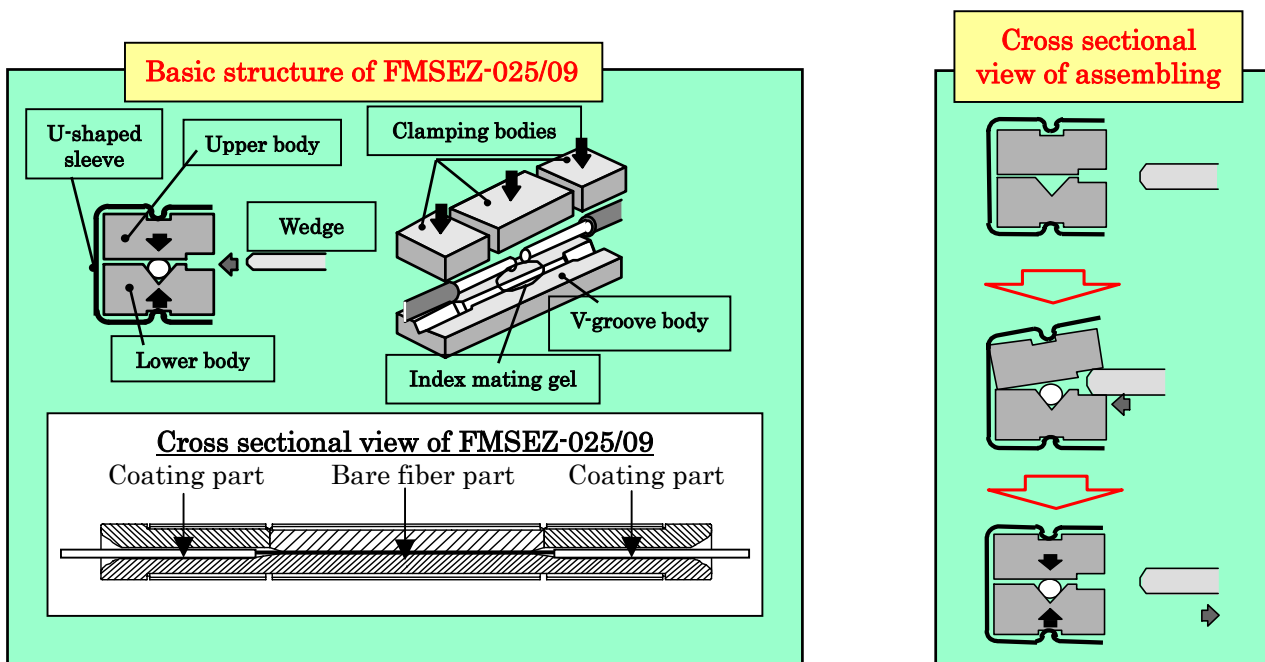 Basic structure of FMSEZ-025/09
U-shaped
sleeve
Upper body
Clamping bodies
Wedge
V-groove body
Lower body
Index mating gel
Cross sectional view of FMSEZ-025/09
Coating part
Bare fiber part
Coating part
Cross sectional
view of assembling